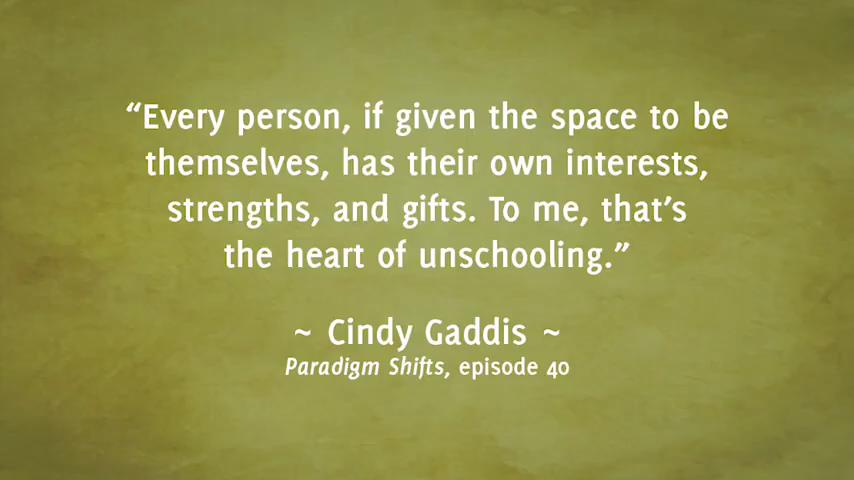 “Every person, if given the space to be
themselves, has their own interests,
strengths, and gifts. To me, that’s
the heart of unschooling.”
~ Cindy Gaddis ~
Paradigm Shifts, episode 40